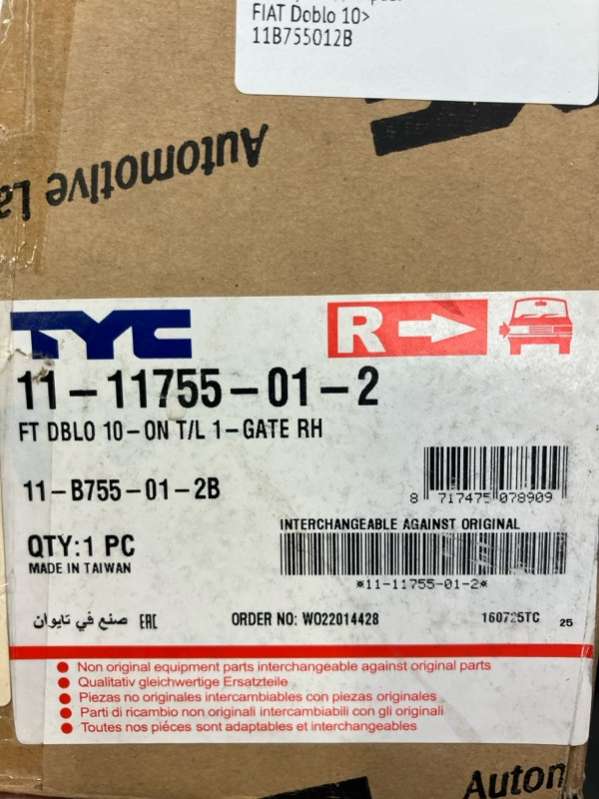 FIAT Doblo 10>
11B755012B
Automotive La
TYC
R
11-11755-01-2
FT DBLO 10-ON T/L 1-GATE RH
11-B755-01-2B
8 717475 078909
INTERCHANGEABLE AGAINST ORIGINAL
QTY:1 PC
MADE IN TAIWAN
*11-11755-01-2*
صنع في تايوان EAC ORDER NO: WO22014428 160725TC 25
Non original equipment parts interchangeable against original parts
Qualitativ gleichwertige Ersatzteile
Piezas no originales intercambiables con piezas originales
Parti di ricambio non originali intercambiabili con gli originali
Toutes nos piéces sont adaptables et interchangeables
Auton